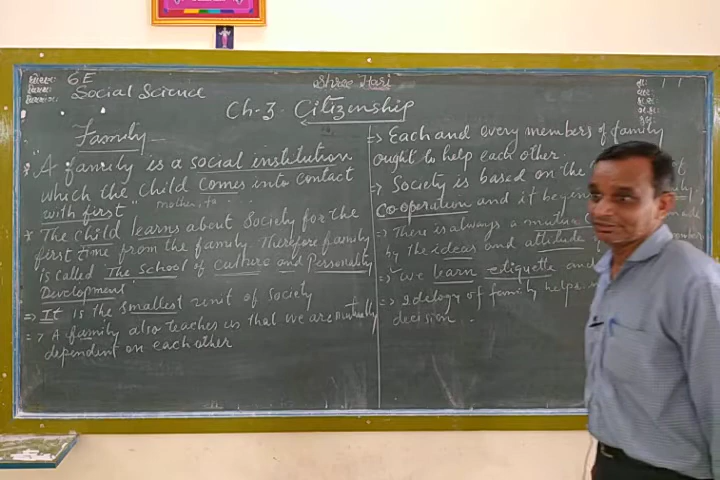 6E
Social Science
Shree Hari
Ch-3- Citizenship
Family
"A family is a social institution
which the child comes into contact
with first"
mother, to ...
* The child learns about Society for the
first time from the family. Therefore family
is called The School of culture and Personality
Development
=> It is the smallest unit of Society
=> A family also teaches us that we are mutually
dependent on each other
=> Each and every members of family
ought to help each other.
=> Society is based on the
co-operation and it
=> There is always a
by the ideas and attitude
=> We learn etiquette and
=> Idelogy of family helps
decision ..